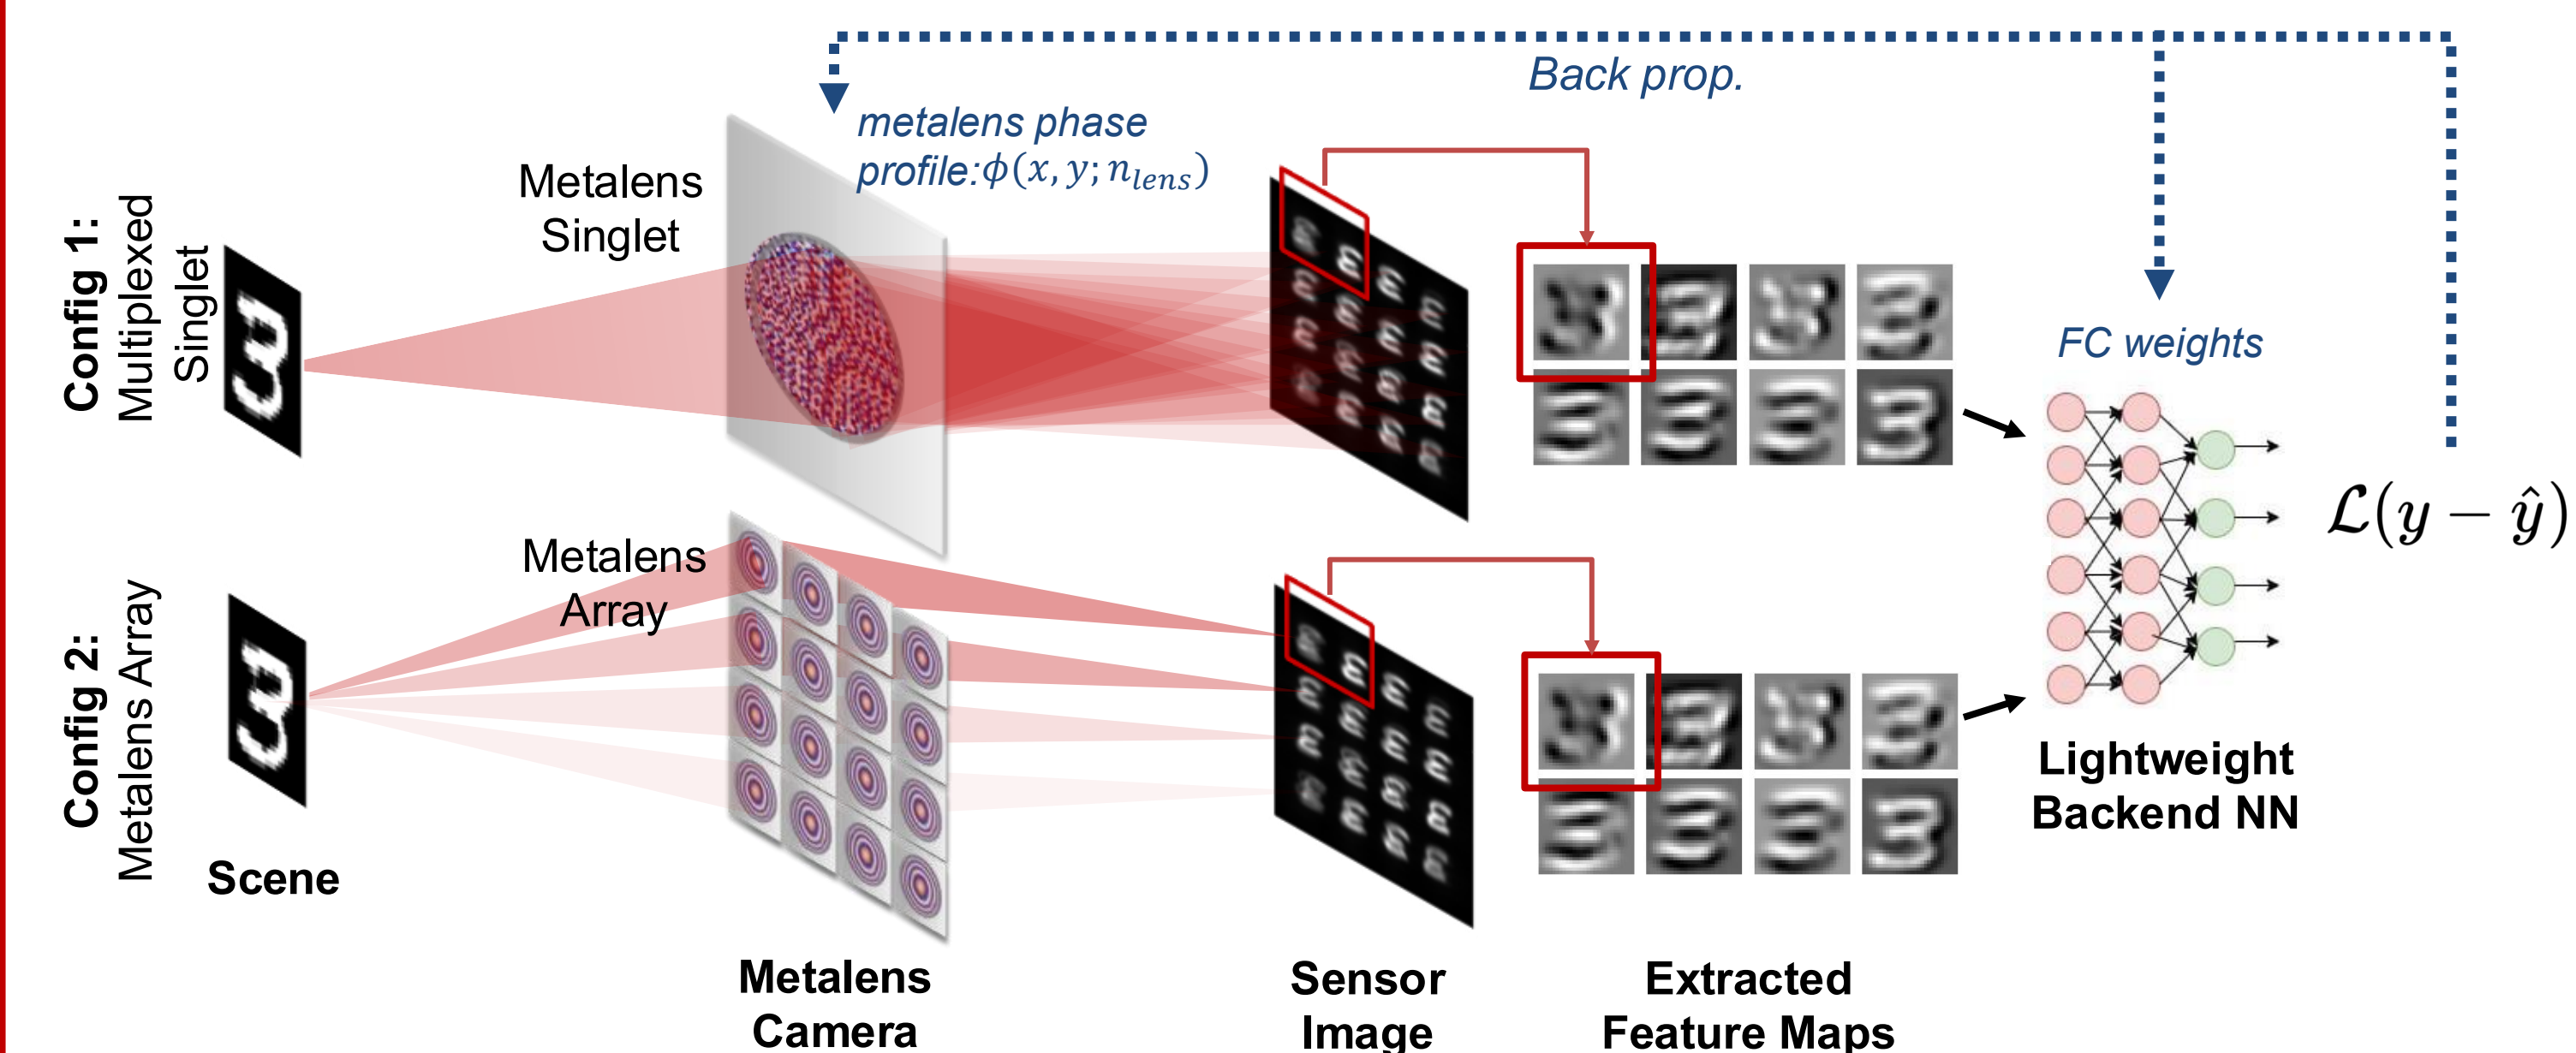 Back prop.
metalens phase
profile:ϕ(x, y; n_lens)
Metalens
Singlet
Config 1:
Multiplexed
Singlet
FC weights
ℒ(y − ŷ)
Metalens
Array
Config 2:
Metalens Array
Lightweight
Backend NN
Scene
Metalens
Camera
Sensor
Image
Extracted
Feature Maps